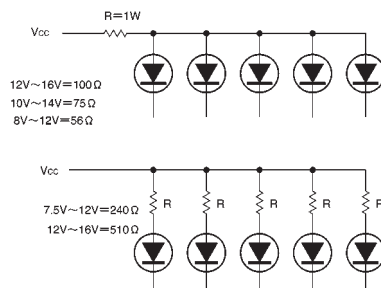 R=1W
Vcc
12V~16V=100Ω
10V~14V=75Ω
8V~12V=56Ω
Vcc
R R R R R
7.5V~12V=240Ω
12V~16V=510Ω